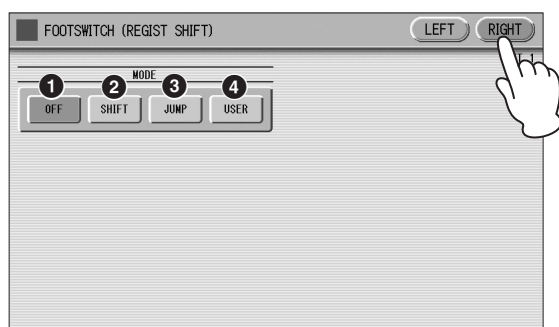 FOOTSWITCH (REGIST SHIFT) LEFT RIGHT
MODE
1 2 3 4
OFF SHIFT JUMP USER